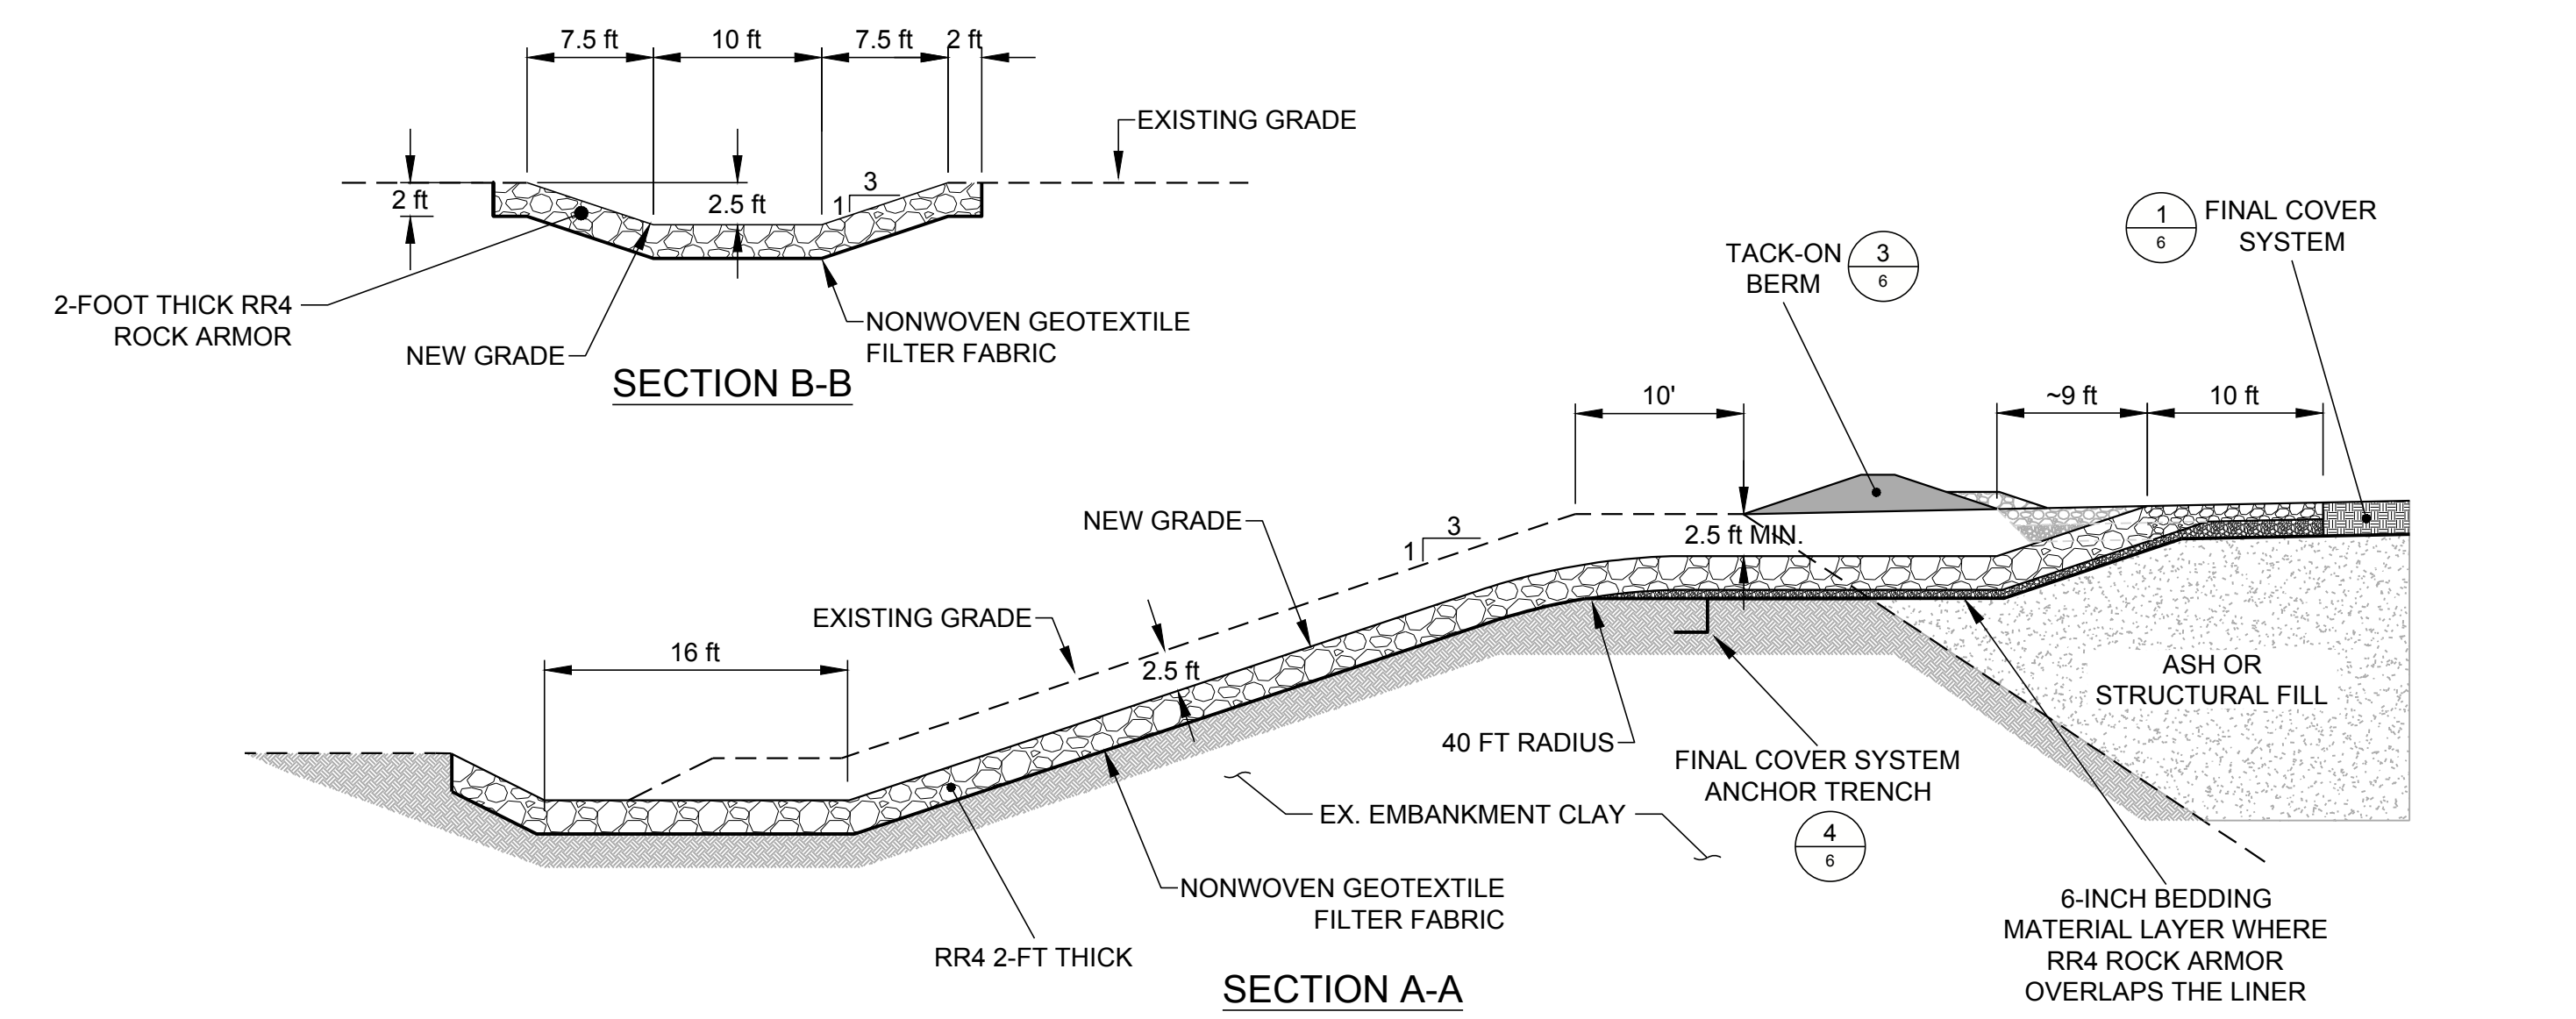 7.5 ft
10 ft
7.5 ft
2 ft
EXISTING GRADE
2 ft
2.5 ft
1
3
2-FOOT THICK RR4
ROCK ARMOR
NEW GRADE
NONWOVEN GEOTEXTILE
FILTER FABRIC
SECTION B-B
TACK-ON
BERM
3
6
1
6
FINAL COVER
SYSTEM
10'
~9 ft
10 ft
NEW GRADE
1
3
2.5 ft MIN.
EXISTING GRADE
16 ft
2.5 ft
ASH OR
STRUCTURAL FILL
40 FT RADIUS
FINAL COVER SYSTEM
ANCHOR TRENCH
4
6
EX. EMBANKMENT CLAY
NONWOVEN GEOTEXTILE
FILTER FABRIC
RR4 2-FT THICK
6-INCH BEDDING
MATERIAL LAYER WHERE
RR4 ROCK ARMOR
OVERLAPS THE LINER
SECTION A-A